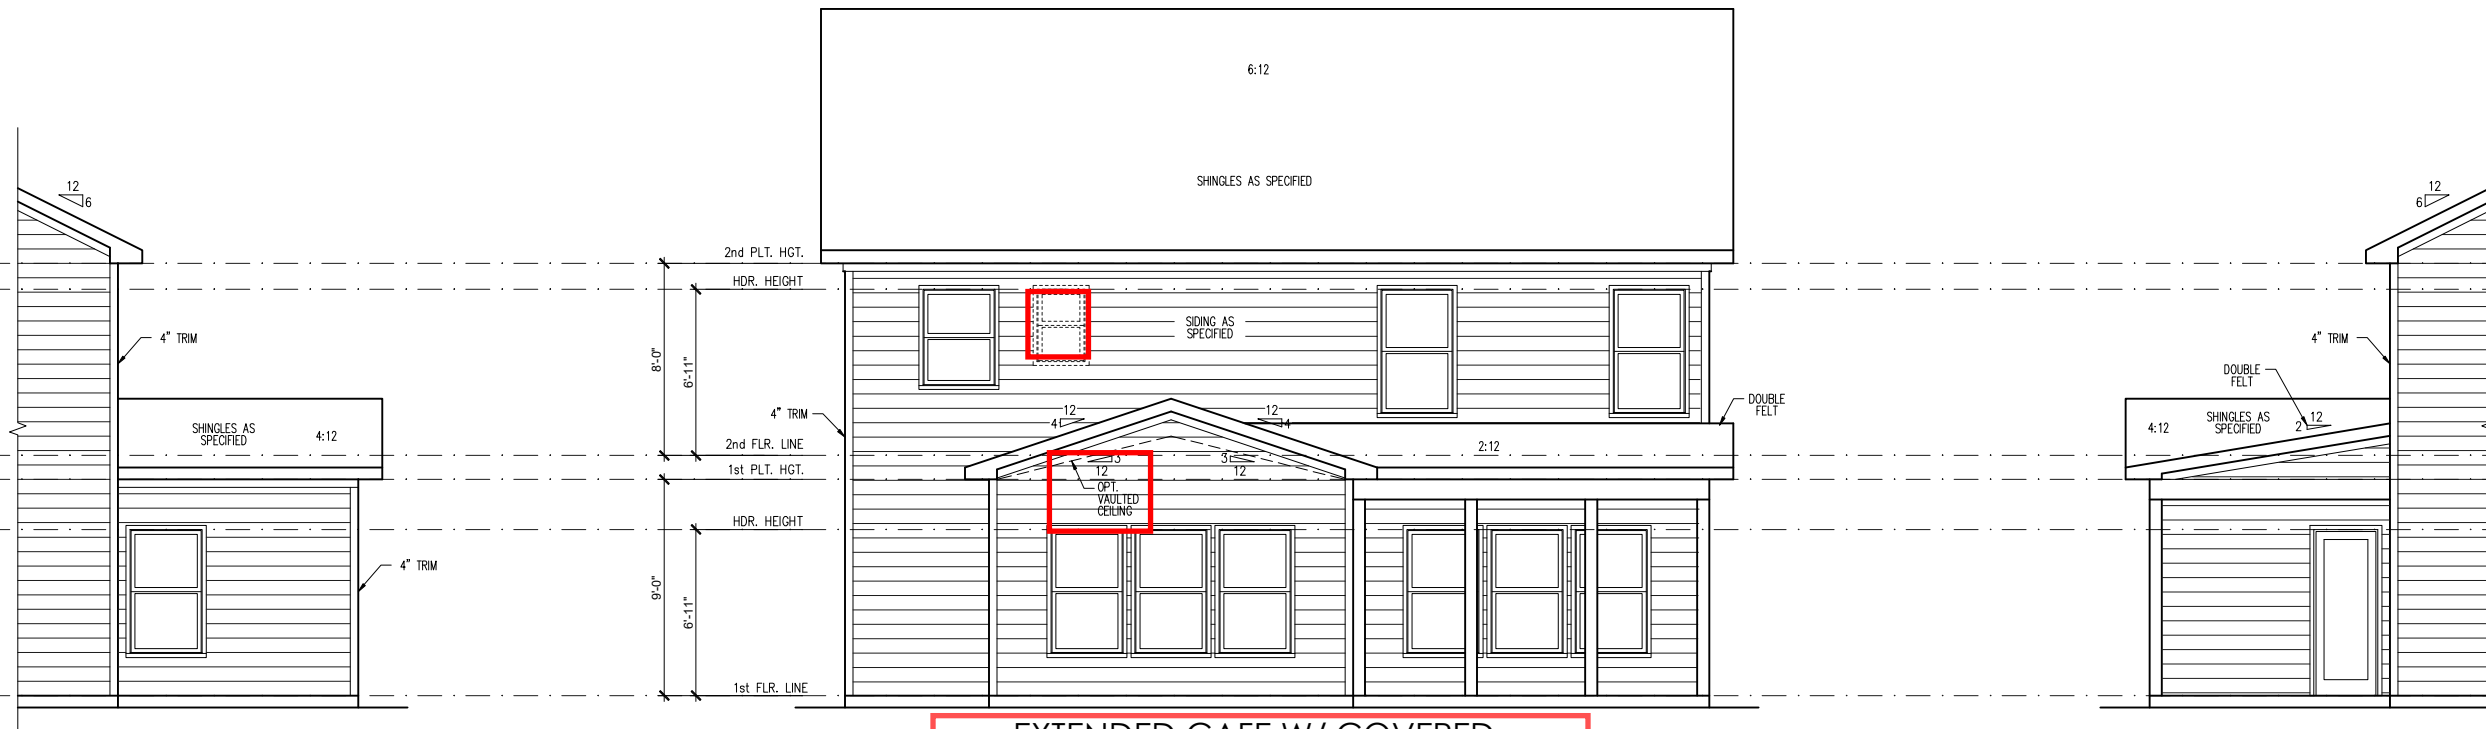 12
6
4" TRIM
SHINGLES AS
SPECIFIED
4:12
4" TRIM
2nd PLT. HGT.
HDR. HEIGHT
8'-0"
6'-11"
2nd FLR. LINE
1st PLT. HGT.
HDR. HEIGHT
9'-0"
6'-11"
1st FLR. LINE
6:12
SHINGLES AS SPECIFIED
SIDING AS
SPECIFIED
4" TRIM
12
4
12
4
3
12
3
12
OPT.
VAULTED
CEILING
2:12
DOUBLE
FELT
EXTENDED CAFE W/ COVERED
12
6
4" TRIM
DOUBLE
FELT
SHINGLES AS
SPECIFIED
4:12
12
2